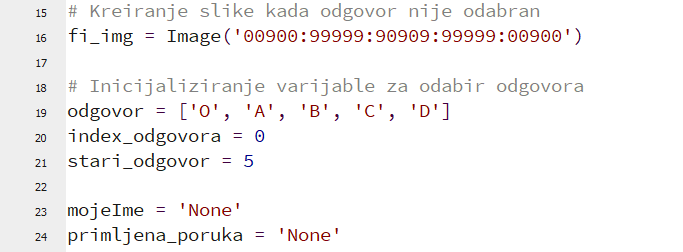 15 # Kreiranje slike kada odgovor nije odabran
16 fi_img = Image('00900:99999:90909:99999:00900')
17
18 # Inicijaliziranje varijable za odabir odgovora
19 odgovor = ['O', 'A', 'B', 'C', 'D']
20 index_odgovora = 0
21 stari_odgovor = 5
22
23 mojeIme = 'None'
24 primljena_poruka = 'None'